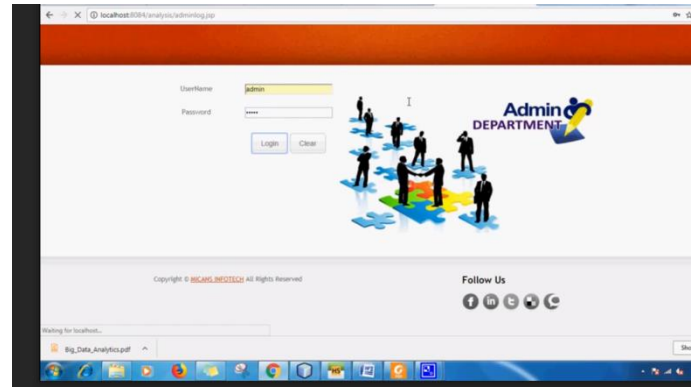 localhost:8084/analysis/adminlog.jsp
UserName
admin
Password
•••••
Login
Clear
Admin
DEPARTMENT
Copyright © MICANS INFOTECH All Rights Reserved
Follow Us
Waiting for localhost...
Big_Data_Analytics.pdf